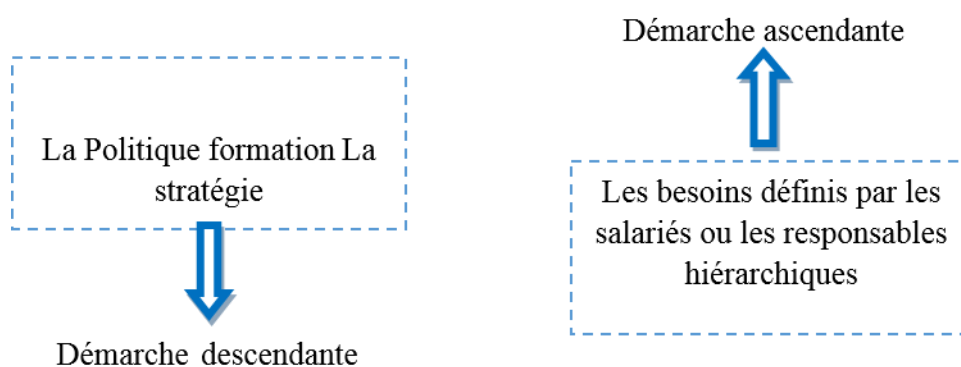 La Politique formation La
stratégie
Démarche descendante
Démarche ascendante
Les besoins définis par les
salariés ou les responsables
hiérarchiques